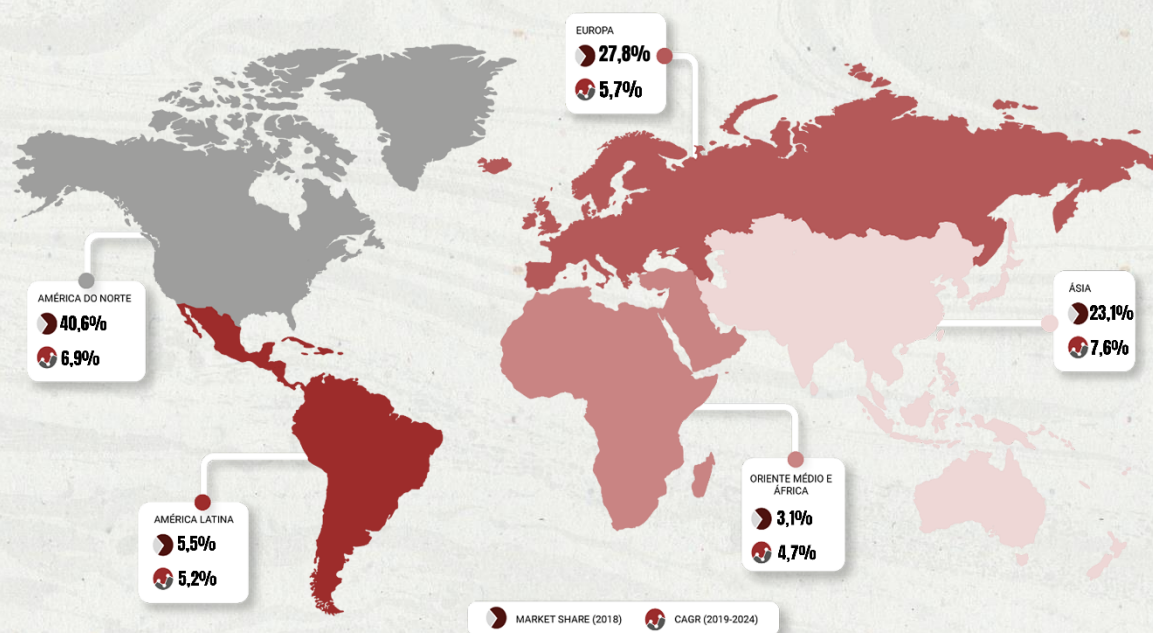 EUROPA
27,8%
5,7%
AMÉRICA DO NORTE
40,6%
6,9%
ÁSIA
23,1%
7,6%
ORIENTE MÉDIO E
ÁFRICA
3,1%
4,7%
AMÉRICA LATINA
5,5%
5,2%
MARKET SHARE (2018) CAGR (2019-2024)